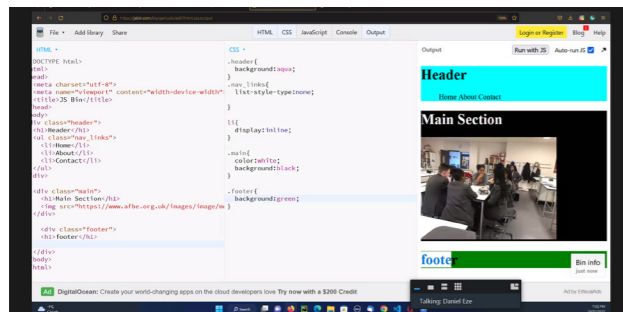 File Add library Share HTML CSS JavaScript Console Output Login or Register Blog Help
HTML
DOCTYPE html>
tml>
ead>
<meta charset="utf-8">
<meta name="viewport" content="width=device-width"
<title>JS Bin</title>
head>
body>
iv class="header">
<h1>Header</h1>
<ul class="nav_links">
<li>Home</li>
<li>About</li>
<li>Contact</li>
</ul>
div>
<div class="main">
<h1>Main Section</h1>
<img src="https://www.afbe.org.uk/images/image/
</div>
<div class="footer">
<h1>footer</h1>
</div>
body>
html>
CSS
.header{
background:aqua;
}
.nav_links{
list-style-type:none;
}
li{
display:inline;
}
.main{
color:white;
background:black;
}
.footer{
background:green;
}
Output Run with JS Auto-run JS
Header
Home About Contact
Main Section
footer
Bin info
just now
Ad DigitalOcean: Create your world-changing apps on the cloud developers love Try now with a $200 Credit
Talking: Daniel Eze